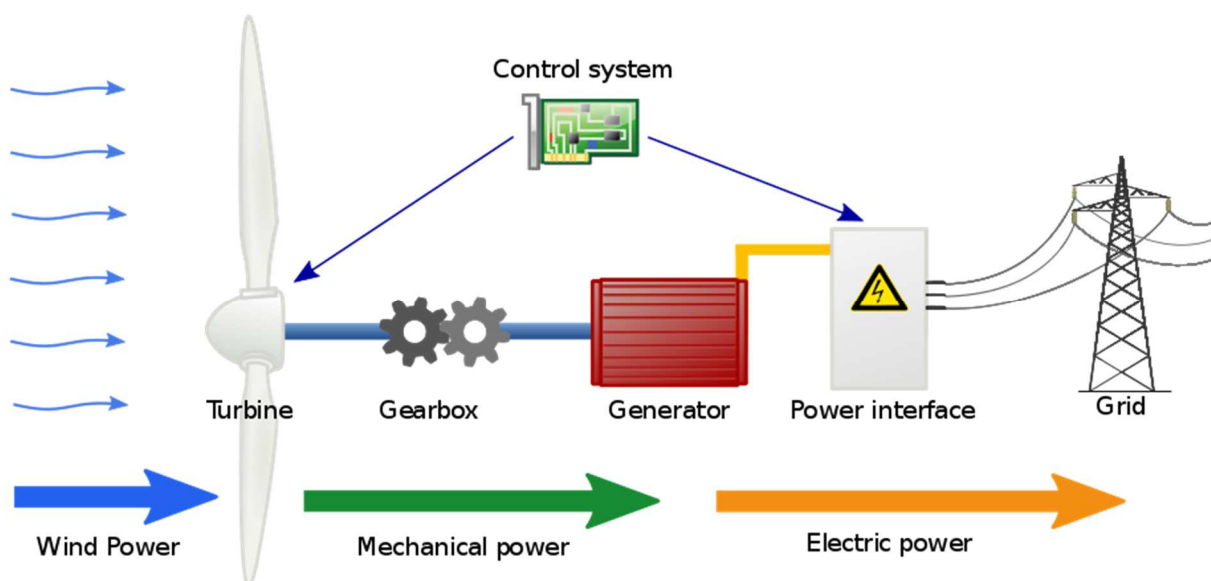 Control system
Turbine
Gearbox
Generator
Power interface
Grid
Wind Power
Mechanical power
Electric power